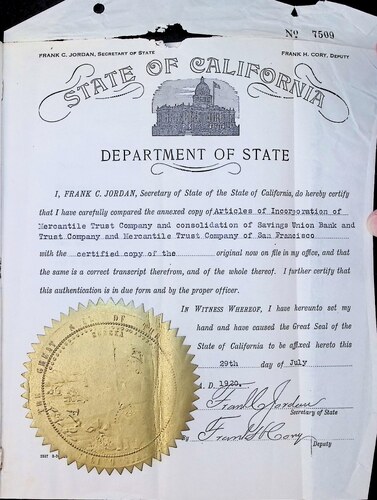 No 7509
FRANK C. JORDAN, SECRETARY OF STATE
FRANK H. CORY, DEPUTY
STATE OF CALIFORNIA
DEPARTMENT OF STATE
I, FRANK C. JORDAN, Secretary of State of the State of California, do hereby certify
that I have carefully compared the annexed copy of Articles of Incorporation of
Mercantile Trust Company and consolidation of Savings Union Bank and
Trust Company and Mercantile Trust Company of San Francisco
with the certified copy of the original now on file in my office, and that
the same is a correct transcript therefrom, and of the whole thereof. I further certify that
this authentication is in due form and by the proper officer.
IN WITNESS WHEREOF, I have hereunto set my
hand and have caused the Great Seal of the
State of California to be affixed hereto this
29th day of July
A. D. 1920.
Frank C. Jordan
Secretary of State
By Frank H. Cory
Deputy
THE GREAT SEAL OF
EUREKA